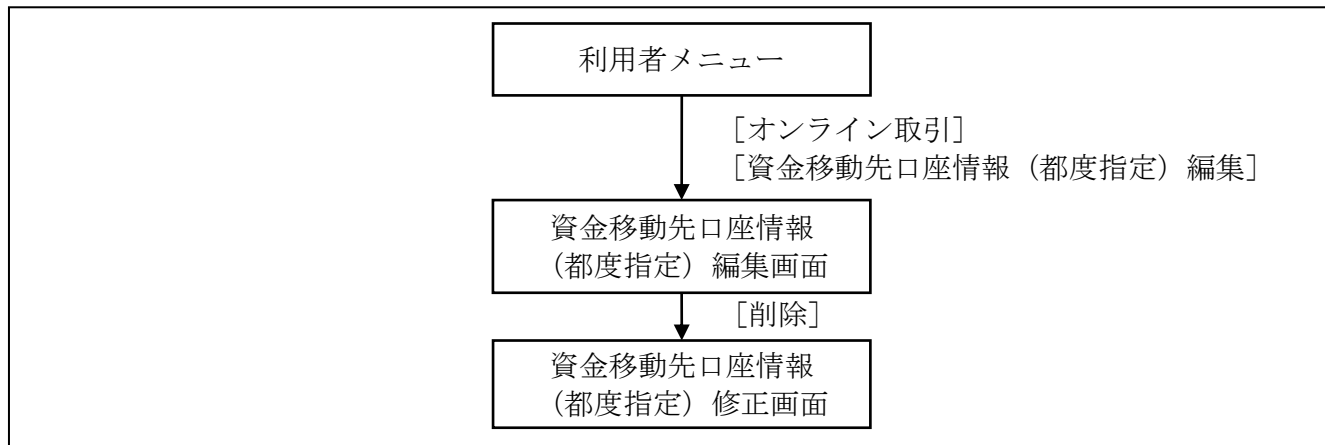 利用者メニュー
［オンライン取引］
［資金移動先口座情報（都度指定）編集］
資金移動先口座情報
（都度指定）編集画面
［削除］
資金移動先口座情報
（都度指定）修正画面